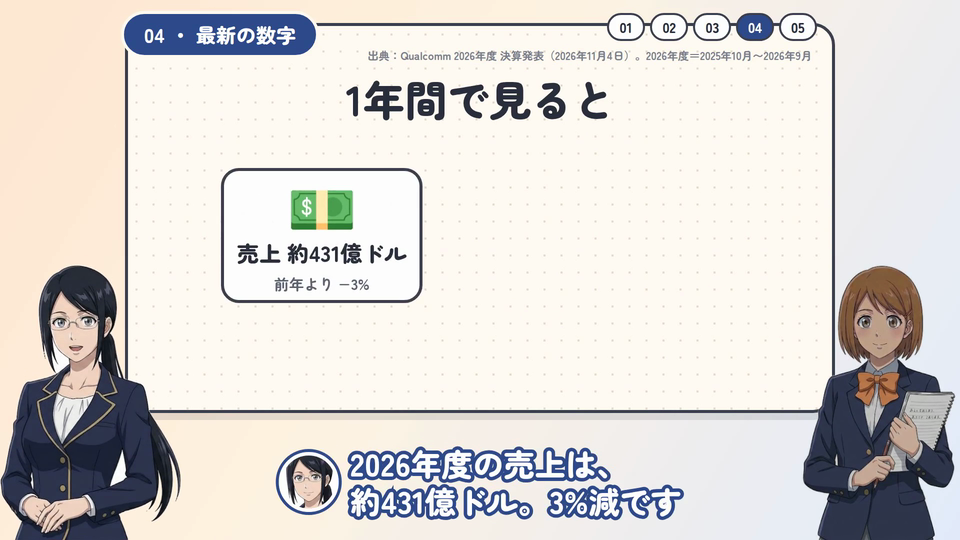 04 ・ 最新の数字
01 02 03 04 05
出典：Qualcomm 2026年度 決算発表（2026年11月4日）。2026年度＝2025年10月〜2026年9月
1年間で見ると
$
売上 約431億ドル
前年より −3%
2026年度の売上は、
約431億ドル。3%減です